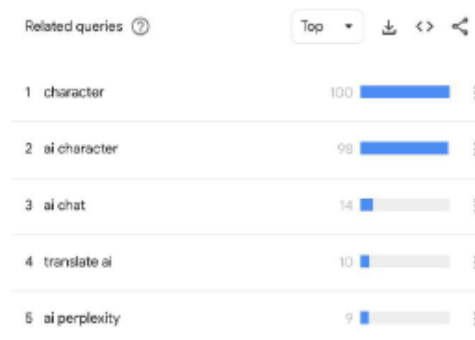 Related queries
Top
1 character 100
2 ai character 98
3 ai chat 14
4 translate ai 10
5 ai perplexity 9